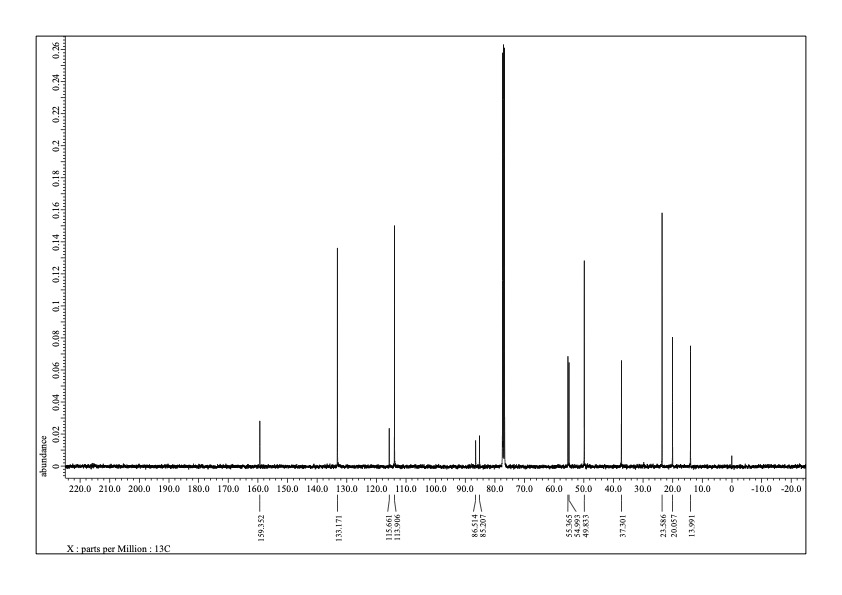 abundance
0 0.02 0.04 0.06 0.08 0.1 0.12 0.14 0.16 0.18 0.2 0.22 0.24 0.26
220.0 210.0 200.0 190.0 180.0 170.0 160.0 150.0 140.0 130.0 120.0 110.0 100.0 90.0 80.0 70.0 60.0 50.0 40.0 30.0 20.0 10.0 0 -10.0 -20.0
159.352 133.171 115.661 113.906 86.514 85.207 55.365 54.993 49.833 37.301 23.586 20.057 13.991
X : parts per Million : 13C